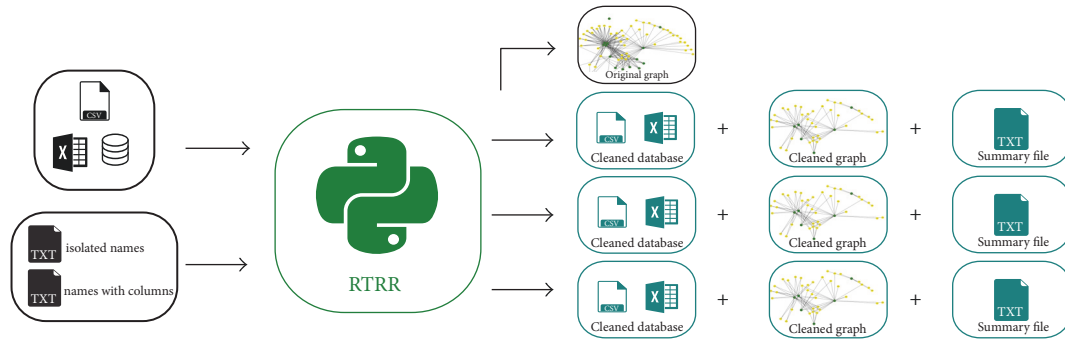 CSV
X
TXT
isolated names
TXT
names with columns
RTRR
Original graph
CSV
X
Cleaned database
+
Cleaned graph
+
TXT
Summary file
CSV
X
Cleaned database
+
Cleaned graph
+
TXT
Summary file
CSV
X
Cleaned database
+
Cleaned graph
+
TXT
Summary file